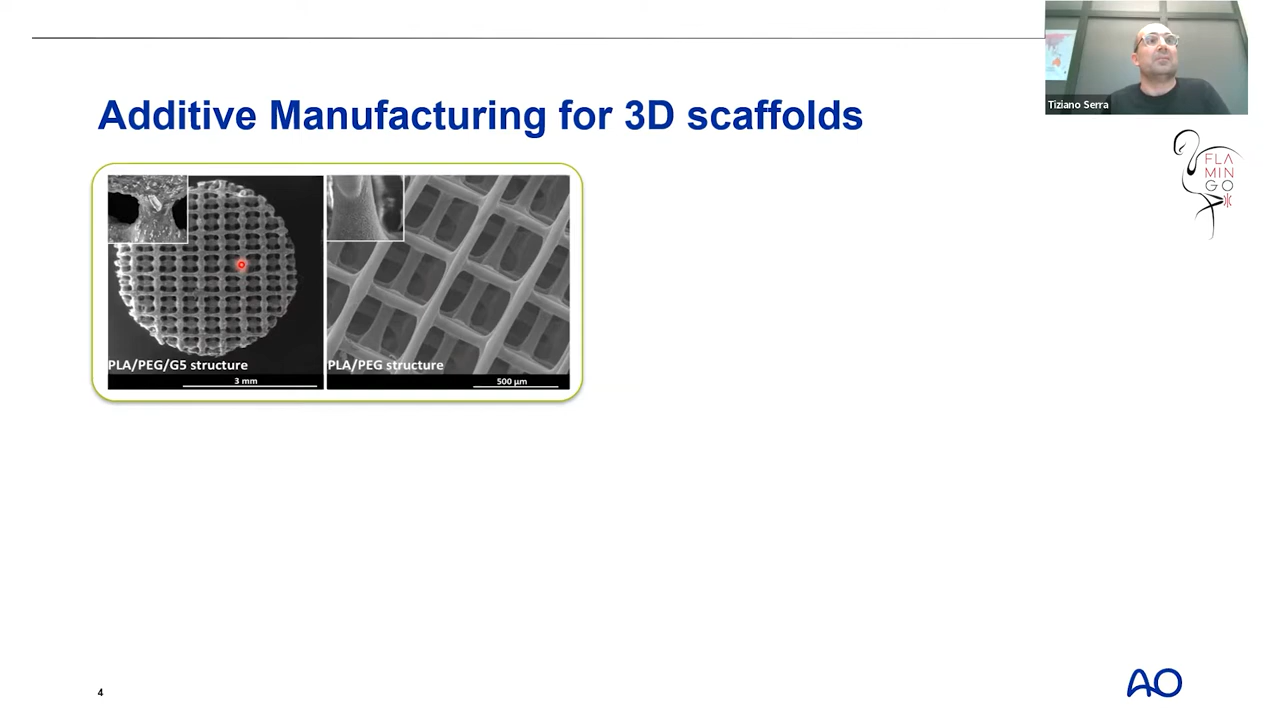 Tiziano Serra
Additive Manufacturing for 3D scaffolds
FLA
MIN
GO
PLA/PEG/G5 structure
3 mm
PLA/PEG structure
500 µm
4
AO